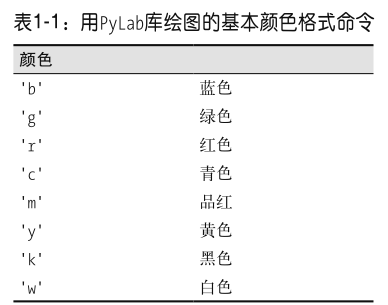 表1-1：用PyLab库绘图的基本颜色格式命令
颜色
'b' 蓝色
'g' 绿色
'r' 红色
'c' 青色
'm' 品红
'y' 黄色
'k' 黑色
'w' 白色